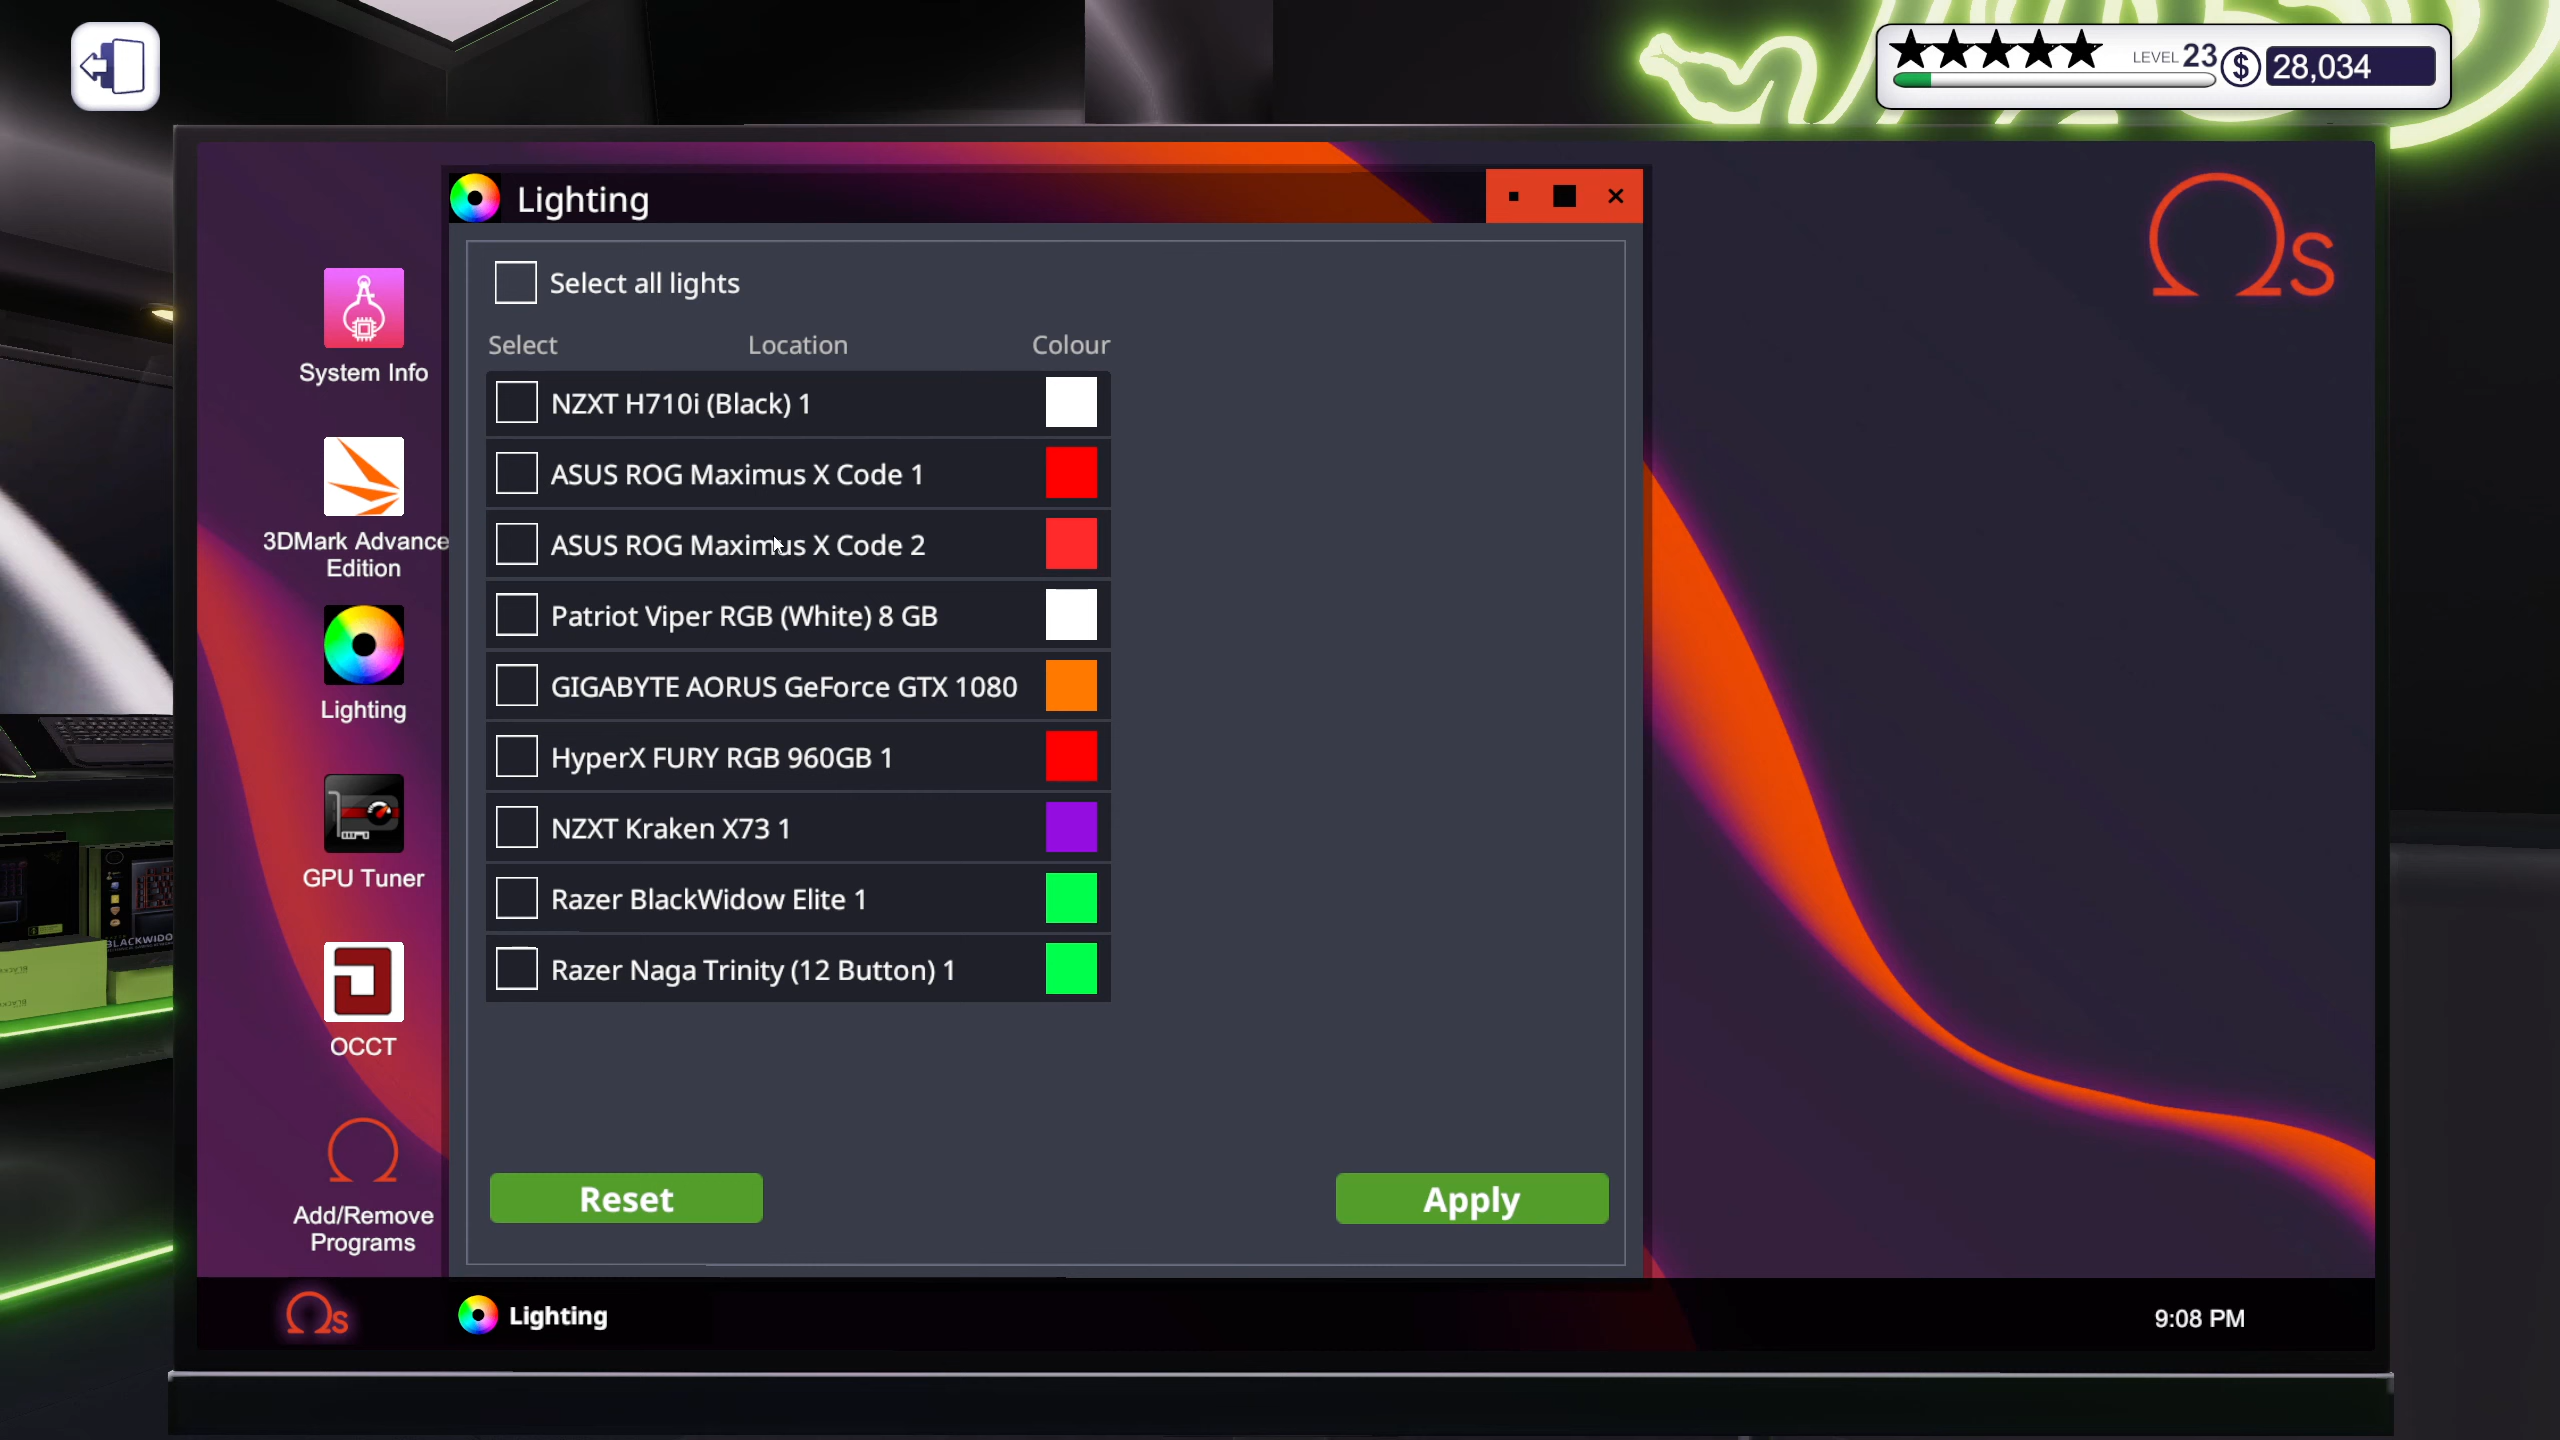 LEVEL 23 $ 28,034
Lighting
Select all lights
Select Location Colour
NZXT H710i (Black) 1
ASUS ROG Maximus X Code 1
ASUS ROG Maximus X Code 2
Patriot Viper RGB (White) 8 GB
GIGABYTE AORUS GeForce GTX 1080
HyperX FURY RGB 960GB 1
NZXT Kraken X73 1
Razer BlackWidow Elite 1
Razer Naga Trinity (12 Button) 1
Reset
Apply
System Info
3DMark Advance
Edition
Lighting
GPU Tuner
OCCT
Add/Remove
Programs
Ωs
BLACKWIDO
Ωs
Lighting
9:08 PM